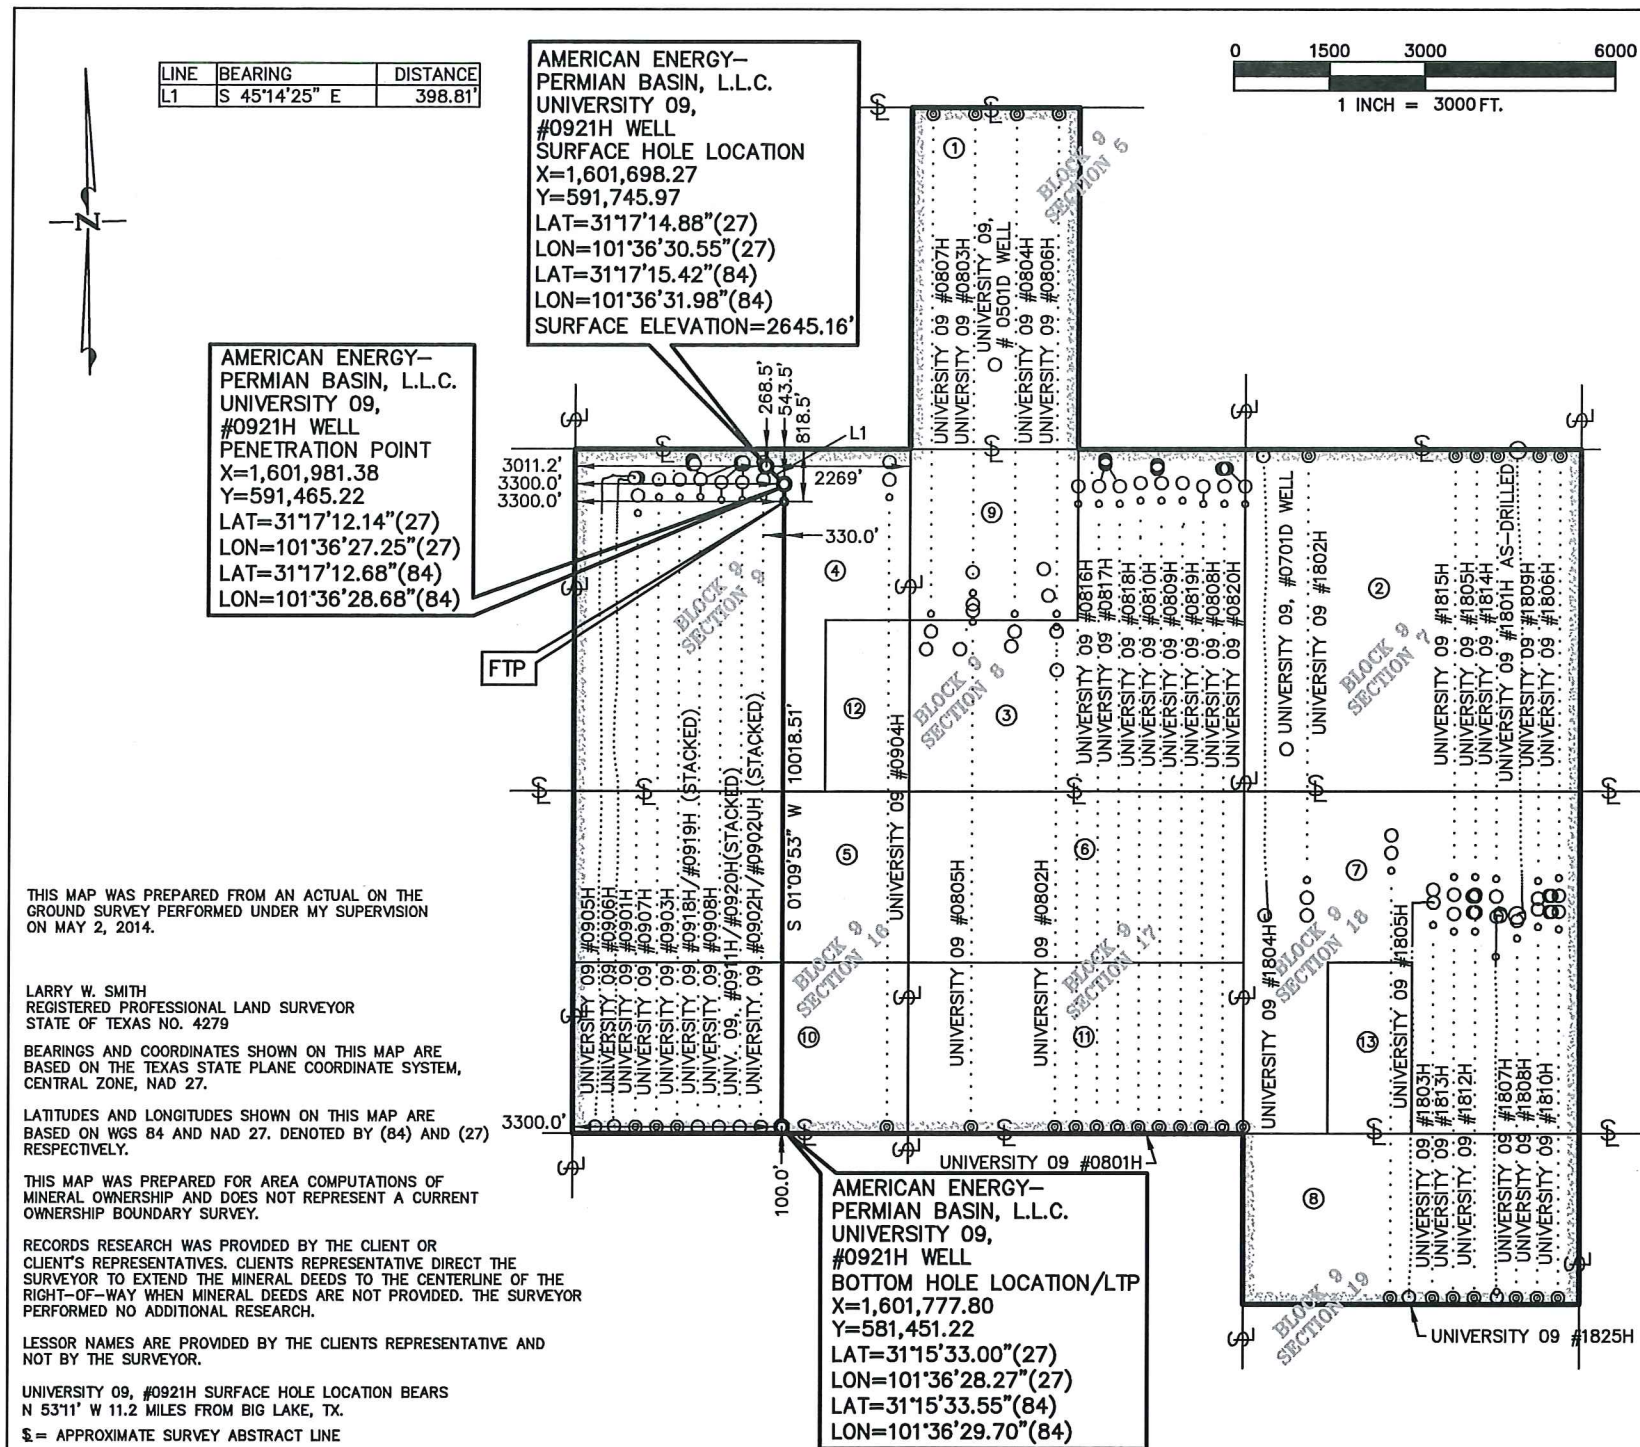 LINE BEARING DISTANCE
L1 S 45°14'25" E 398.81'
AMERICAN ENERGY–
PERMIAN BASIN, L.L.C.
UNIVERSITY 09,
#0921H WELL
SURFACE HOLE LOCATION
X=1,601,698.27
Y=591,745.97
LAT=31°17'14.88"(27)
LON=101°36'30.55"(27)
LAT=31°17'15.42"(84)
LON=101°36'31.98"(84)
SURFACE ELEVATION=2645.16'
0 1500 3000 6000
1 INCH = 3000 FT.
N
AMERICAN ENERGY–
PERMIAN BASIN, L.L.C.
UNIVERSITY 09,
#0921H WELL
PENETRATION POINT
X=1,601,981.38
Y=591,465.22
LAT=31°17'12.14"(27)
LON=101°36'27.25"(27)
LAT=31°17'12.68"(84)
LON=101°36'28.68"(84)
FTP
1
BLOCK 9
SECTION 6
UNIVERSITY 09 #0807H
UNIVERSITY 09 #0803H
UNIVERSITY 09,
# 0501D WELL
UNIVERSITY 09 #0804H
UNIVERSITY 09 #0806H
268.5'
543.5'
818.5'
L1
3011.2'
3300.0'
3300.0'
2269'
330.0'
4
9
2
BLOCK 9
SECTION 9
12
BLOCK 9
SECTION 8
3
UNIVERSITY 09 #0816H
UNIVERSITY 09 #0817H
UNIVERSITY 09 #0818H
UNIVERSITY 09 #0810H
UNIVERSITY 09 #0809H
UNIVERSITY 09 #0819H
UNIVERSITY 09 #0808H
UNIVERSITY 09 #0820H
UNIVERSITY 09, #0701D WELL
UNIVERSITY 09 #1802H
BLOCK 9
SECTION 7
UNIVERSITY 09 #1815H
UNIVERSITY 09 #1805H
UNIVERSITY 09 #1814H
UNIVERSITY 09 #1801H AS–DRILLED
UNIVERSITY 09 #1809H
UNIVERSITY 09 #1806H
UNIVERSITY 09 #0905H
UNIVERSITY 09 #0906H
UNIVERSITY 09 #0901H
UNIVERSITY 09 #0907H
UNIVERSITY 09 #0903H
UNIVERSITY 09 #0918H/#0919H (STACKED)
UNIVERSITY 09 #0908H
UNIV. 09, #0911H/#0920H(STACKED)
UNIVERSITY 09 #0902H/#0902UH (STACKED)
S 01°09'53" W 10018.51'
UNIVERSITY 09 #0904H
5
6
7
UNIVERSITY 09 #0805H
UNIVERSITY 09 #0802H
BLOCK 9
SECTION 16
BLOCK 9
SECTION 17
BLOCK 9
SECTION 18
UNIVERSITY 09 #1804H
UNIVERSITY 09 #1805H
10
11
13
UNIVERSITY 09 #1803H
UNIVERSITY 09 #1813H
UNIVERSITY 09 #1812H
UNIVERSITY 09 #1807H
UNIVERSITY 09 #1808H
UNIVERSITY 09 #1810H
3300.0'
100.0'
UNIVERSITY 09 #0801H
8
BLOCK 9
SECTION 19
UNIVERSITY 09 #1825H
AMERICAN ENERGY–
PERMIAN BASIN, L.L.C.
UNIVERSITY 09,
#0921H WELL
BOTTOM HOLE LOCATION/LTP
X=1,601,777.80
Y=581,451.22
LAT=31°15'33.00"(27)
LON=101°36'28.27"(27)
LAT=31°15'33.55"(84)
LON=101°36'29.70"(84)
THIS MAP WAS PREPARED FROM AN ACTUAL ON THE
GROUND SURVEY PERFORMED UNDER MY SUPERVISION
ON MAY 2, 2014.
LARRY W. SMITH
REGISTERED PROFESSIONAL LAND SURVEYOR
STATE OF TEXAS NO. 4279
BEARINGS AND COORDINATES SHOWN ON THIS MAP ARE
BASED ON THE TEXAS STATE PLANE COORDINATE SYSTEM,
CENTRAL ZONE, NAD 27.
LATITUDES AND LONGITUDES SHOWN ON THIS MAP ARE
BASED ON WGS 84 AND NAD 27. DENOTED BY (84) AND (27)
RESPECTIVELY.
THIS MAP WAS PREPARED FOR AREA COMPUTATIONS OF
MINERAL OWNERSHIP AND DOES NOT REPRESENT A CURRENT
OWNERSHIP BOUNDARY SURVEY.
RECORDS RESEARCH WAS PROVIDED BY THE CLIENT OR
CLIENT'S REPRESENTATIVES. CLIENTS REPRESENTATIVE DIRECT THE
SURVEYOR TO EXTEND THE MINERAL DEEDS TO THE CENTERLINE OF THE
RIGHT–OF–WAY WHEN MINERAL DEEDS ARE NOT PROVIDED. THE SURVEYOR
PERFORMED NO ADDITIONAL RESEARCH.
LESSOR NAMES ARE PROVIDED BY THE CLIENTS REPRESENTATIVE AND
NOT BY THE SURVEYOR.
UNIVERSITY 09, #0921H SURFACE HOLE LOCATION BEARS
N 53°11' W 11.2 MILES FROM BIG LAKE, TX.
= APPROXIMATE SURVEY ABSTRACT LINE